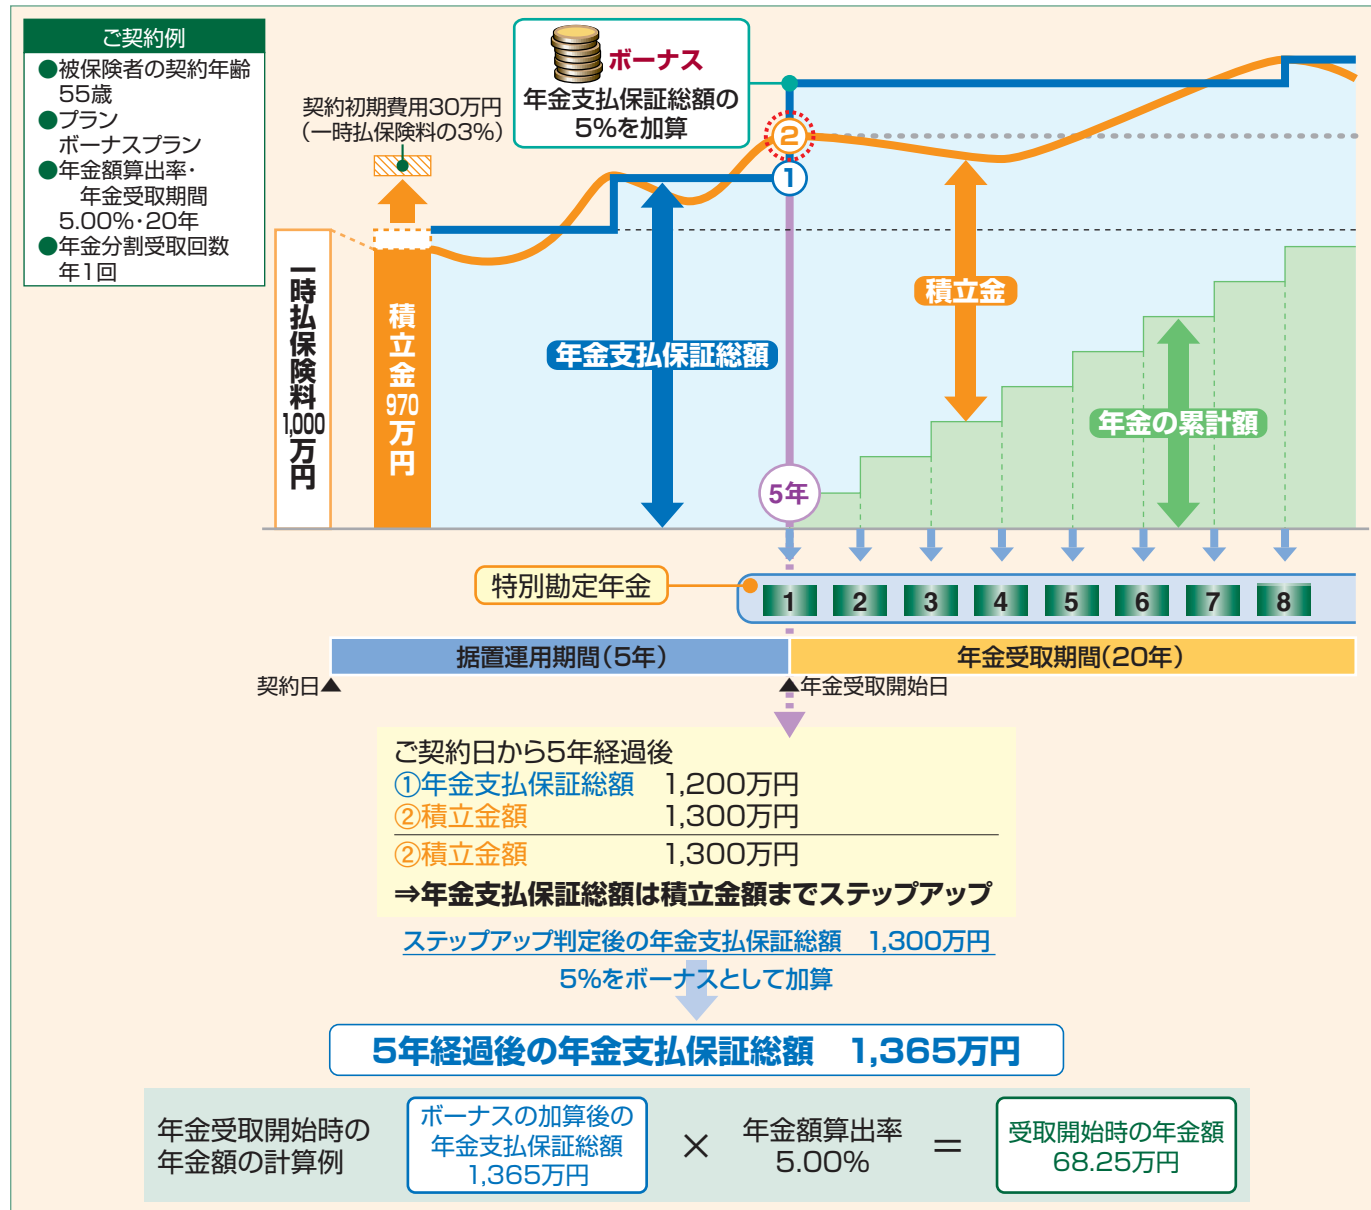 ご契約例
●被保険者の契約年齢
55歳
●プラン
ボーナスプラン
●年金額算出率・
年金受取期間
5.00%・20年
●年金分割受取回数
年1回
契約初期費用30万円
（一時払保険料の3%）
ボーナス
年金支払保証総額の
5%を加算
②
①
一時払保険料1,000万円
積立金970万円
年金支払保証総額
積立金
年金の累計額
5年
特別勘定年金
1 2 3 4 5 6 7 8
据置運用期間（5年） 年金受取期間（20年）
契約日▲ ▲年金受取開始日
ご契約日から5年経過後
①年金支払保証総額 1,200万円
②積立金額 1,300万円
②積立金額 1,300万円
⇒年金支払保証総額は積立金額までステップアップ
ステップアップ判定後の年金支払保証総額 1,300万円
5%をボーナスとして加算
5年経過後の年金支払保証総額 1,365万円
年金受取開始時の
年金額の計算例
ボーナスの加算後の
年金支払保証総額
1,365万円
×
年金額算出率
5.00%
＝
受取開始時の年金額
68.25万円